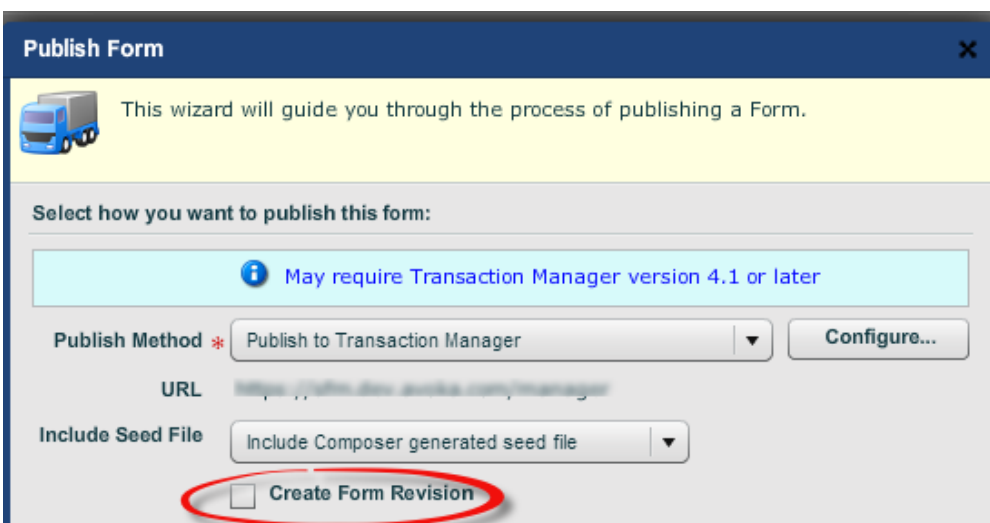 Publish Form
This wizard will guide you through the process of publishing a Form.
Select how you want to publish this form:
May require Transaction Manager version 4.1 or later
Publish Method * Publish to Transaction Manager Configure...
URL
Include Seed File Include Composer generated seed file
Create Form Revision